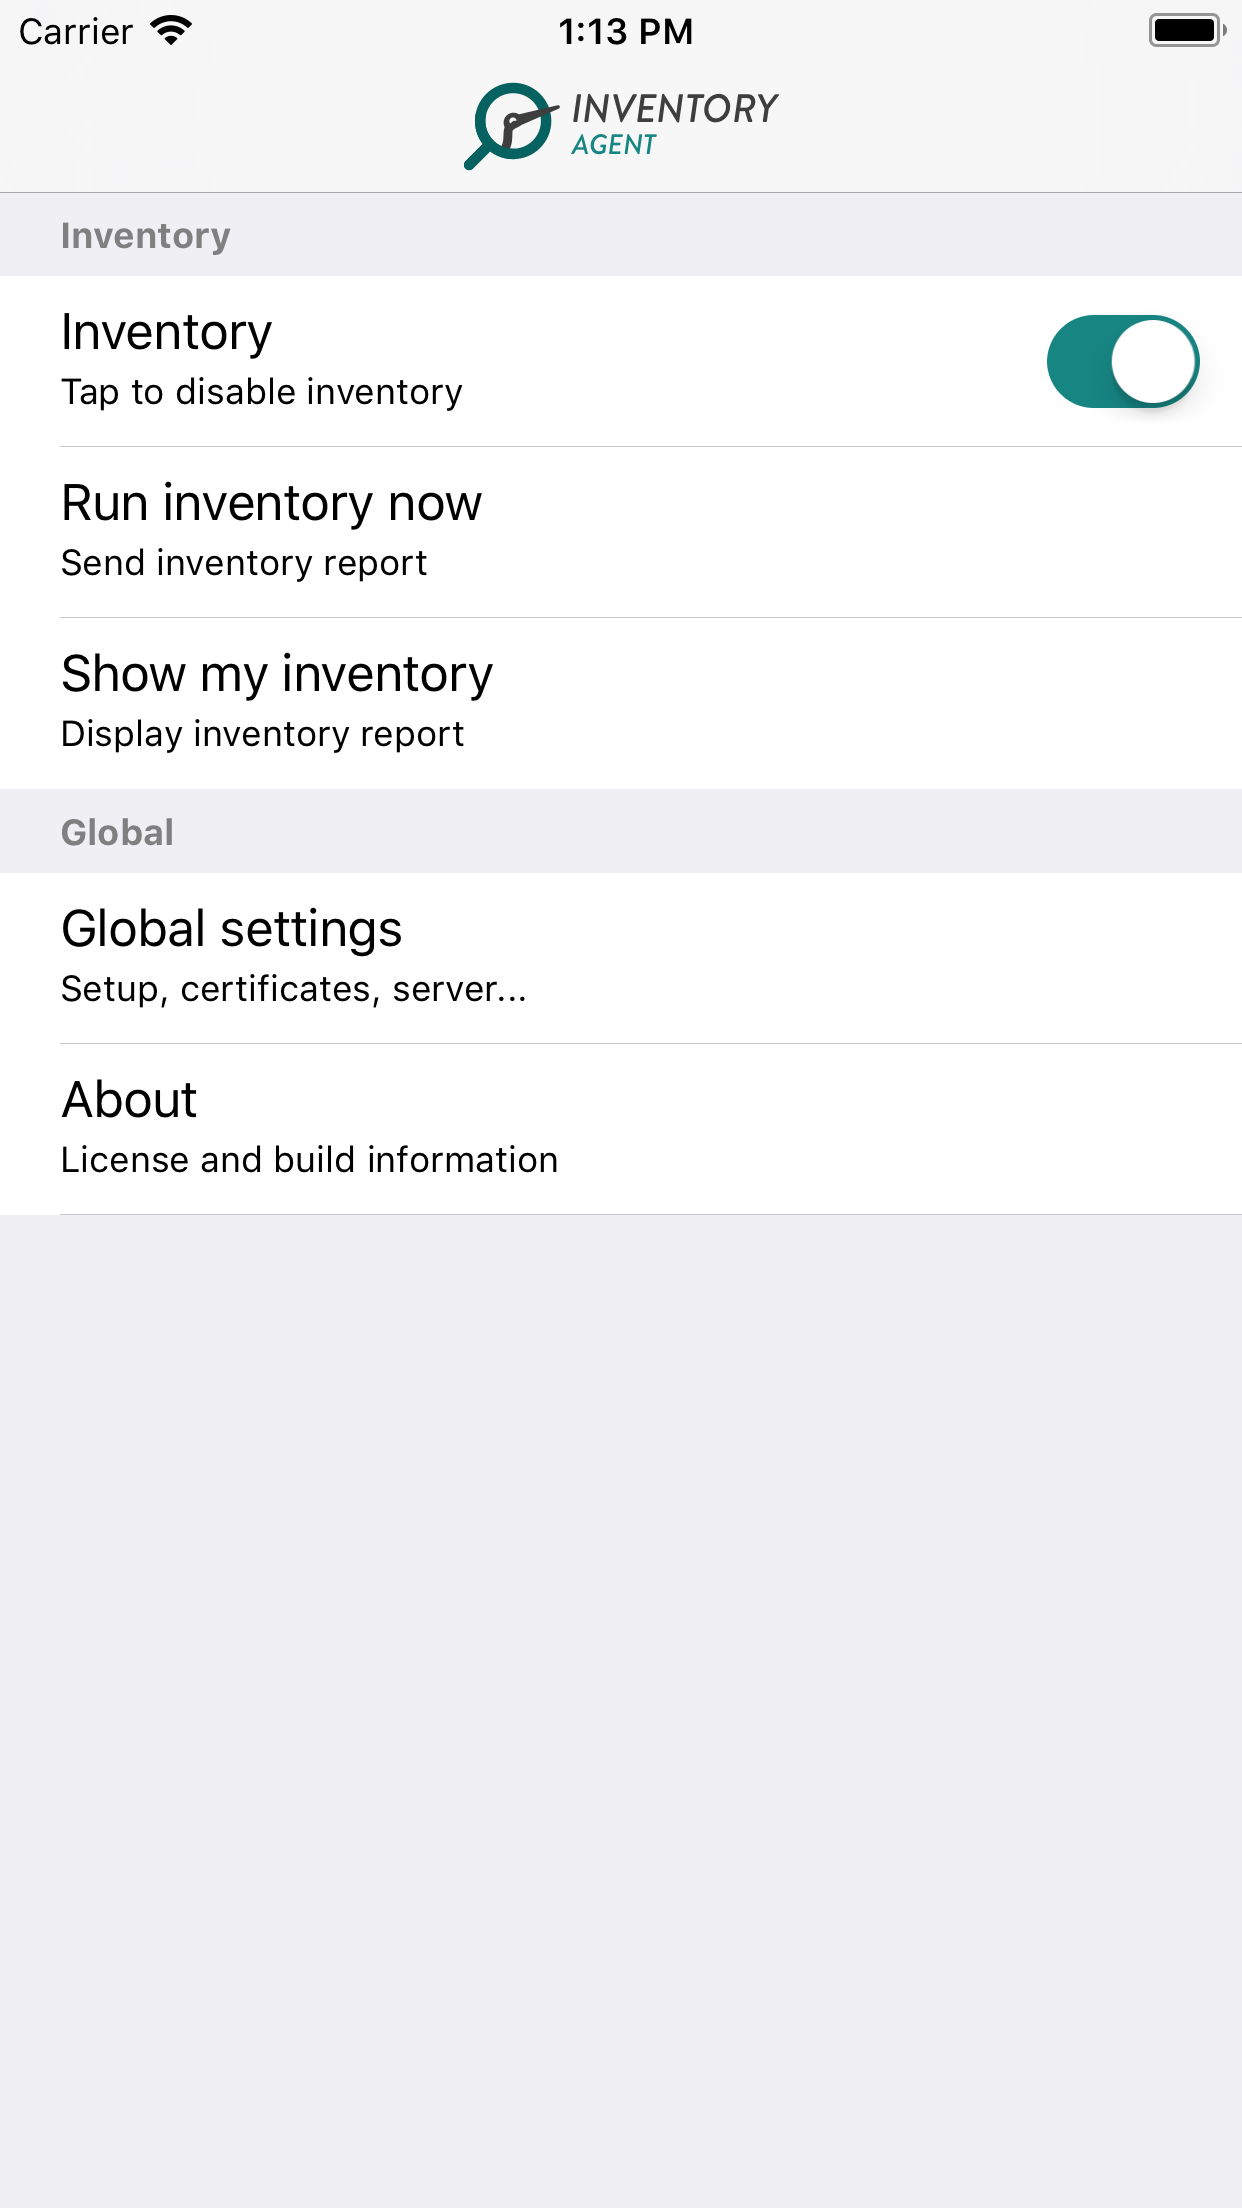 Carrier 1:13 PM
INVENTORY
AGENT
Inventory
Inventory
Tap to disable inventory
Run inventory now
Send inventory report
Show my inventory
Display inventory report
Global
Global settings
Setup, certificates, server...
About
License and build information